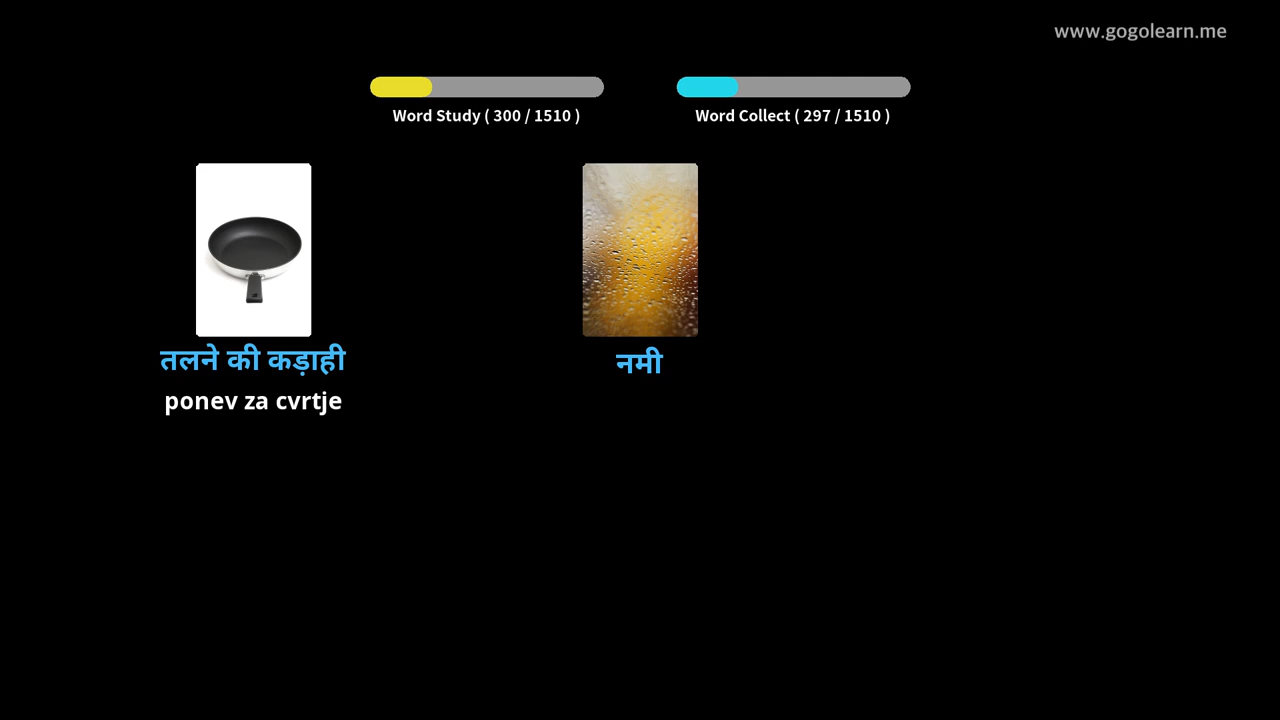 www.gogolearn.me
Word Study ( 300 / 1510 )
Word Collect ( 297 / 1510 )
तलने की कड़ाही
ponev za cvrtje
नमी